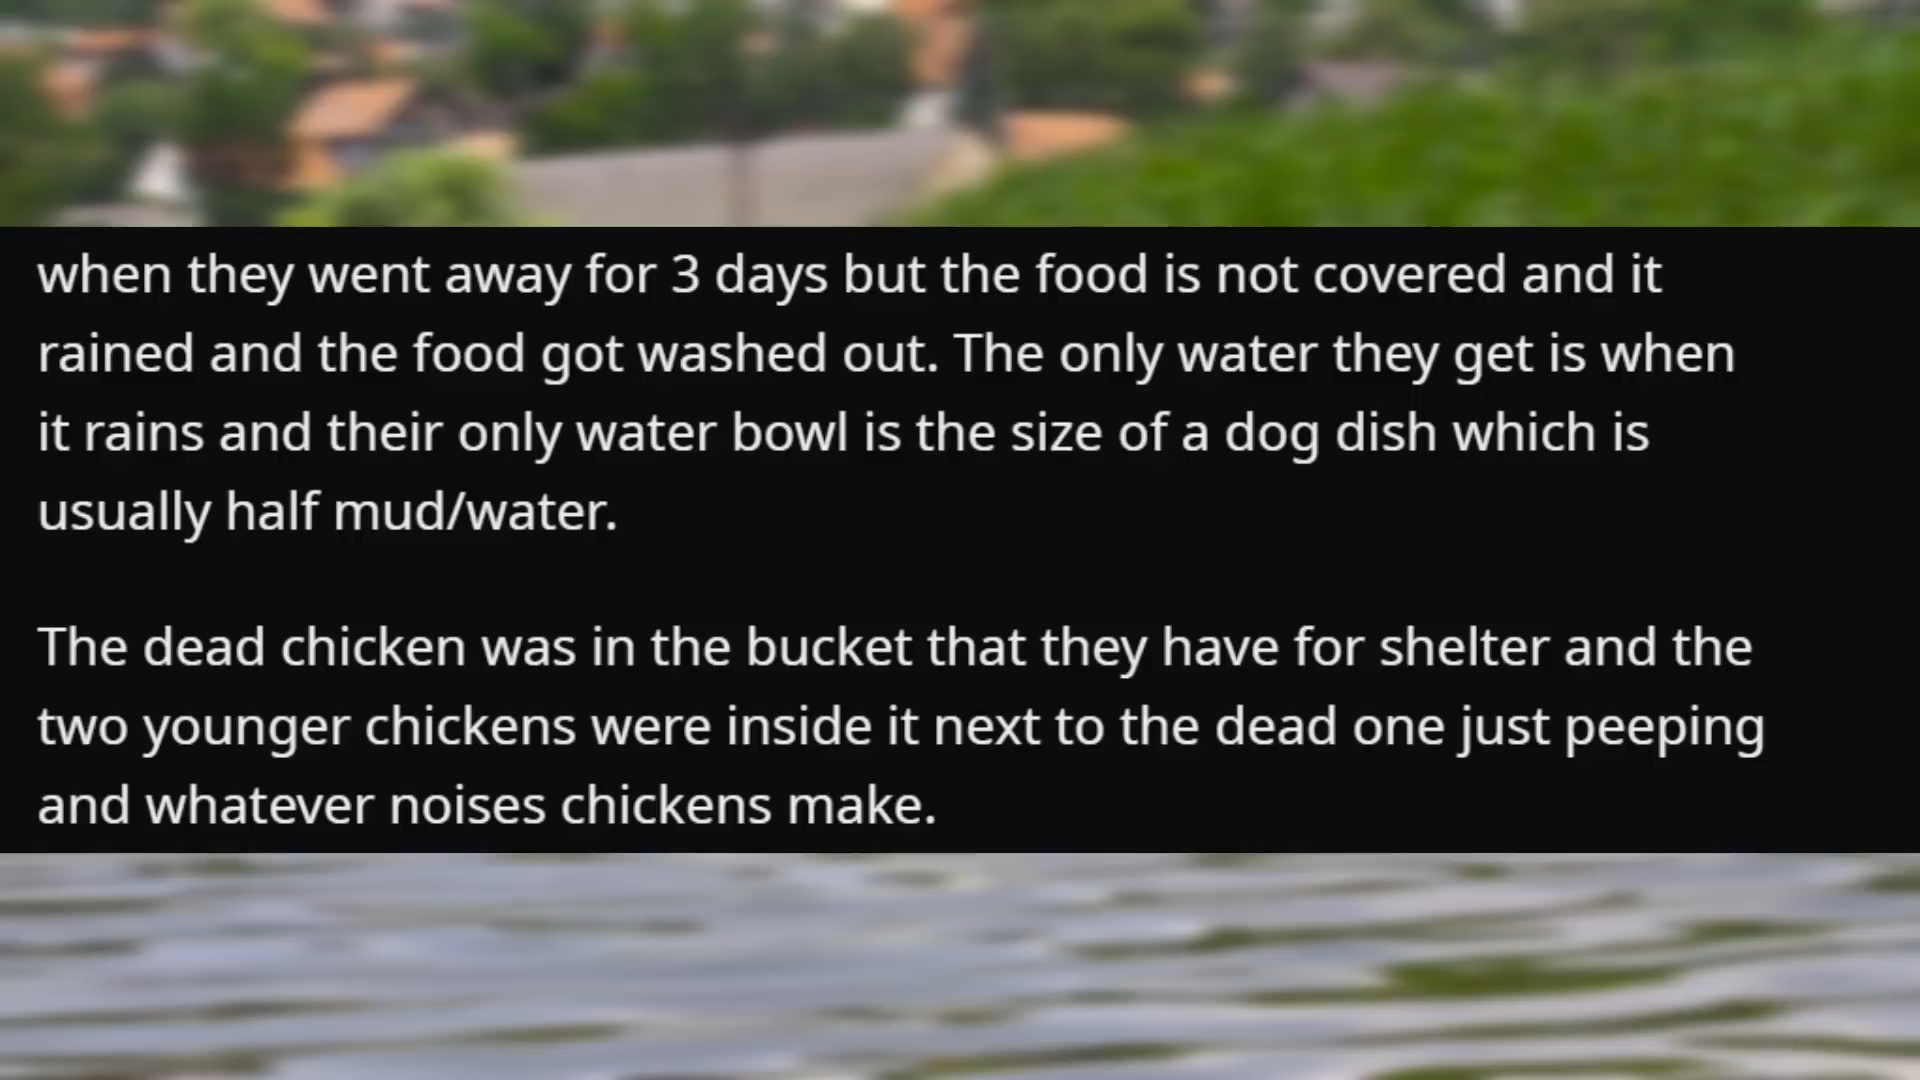 when they went away for 3 days but the food is not covered and it
rained and the food got washed out. The only water they get is when
it rains and their only water bowl is the size of a dog dish which is
usually half mud/water.
The dead chicken was in the bucket that they have for shelter and the
two younger chickens were inside it next to the dead one just peeping
and whatever noises chickens make.